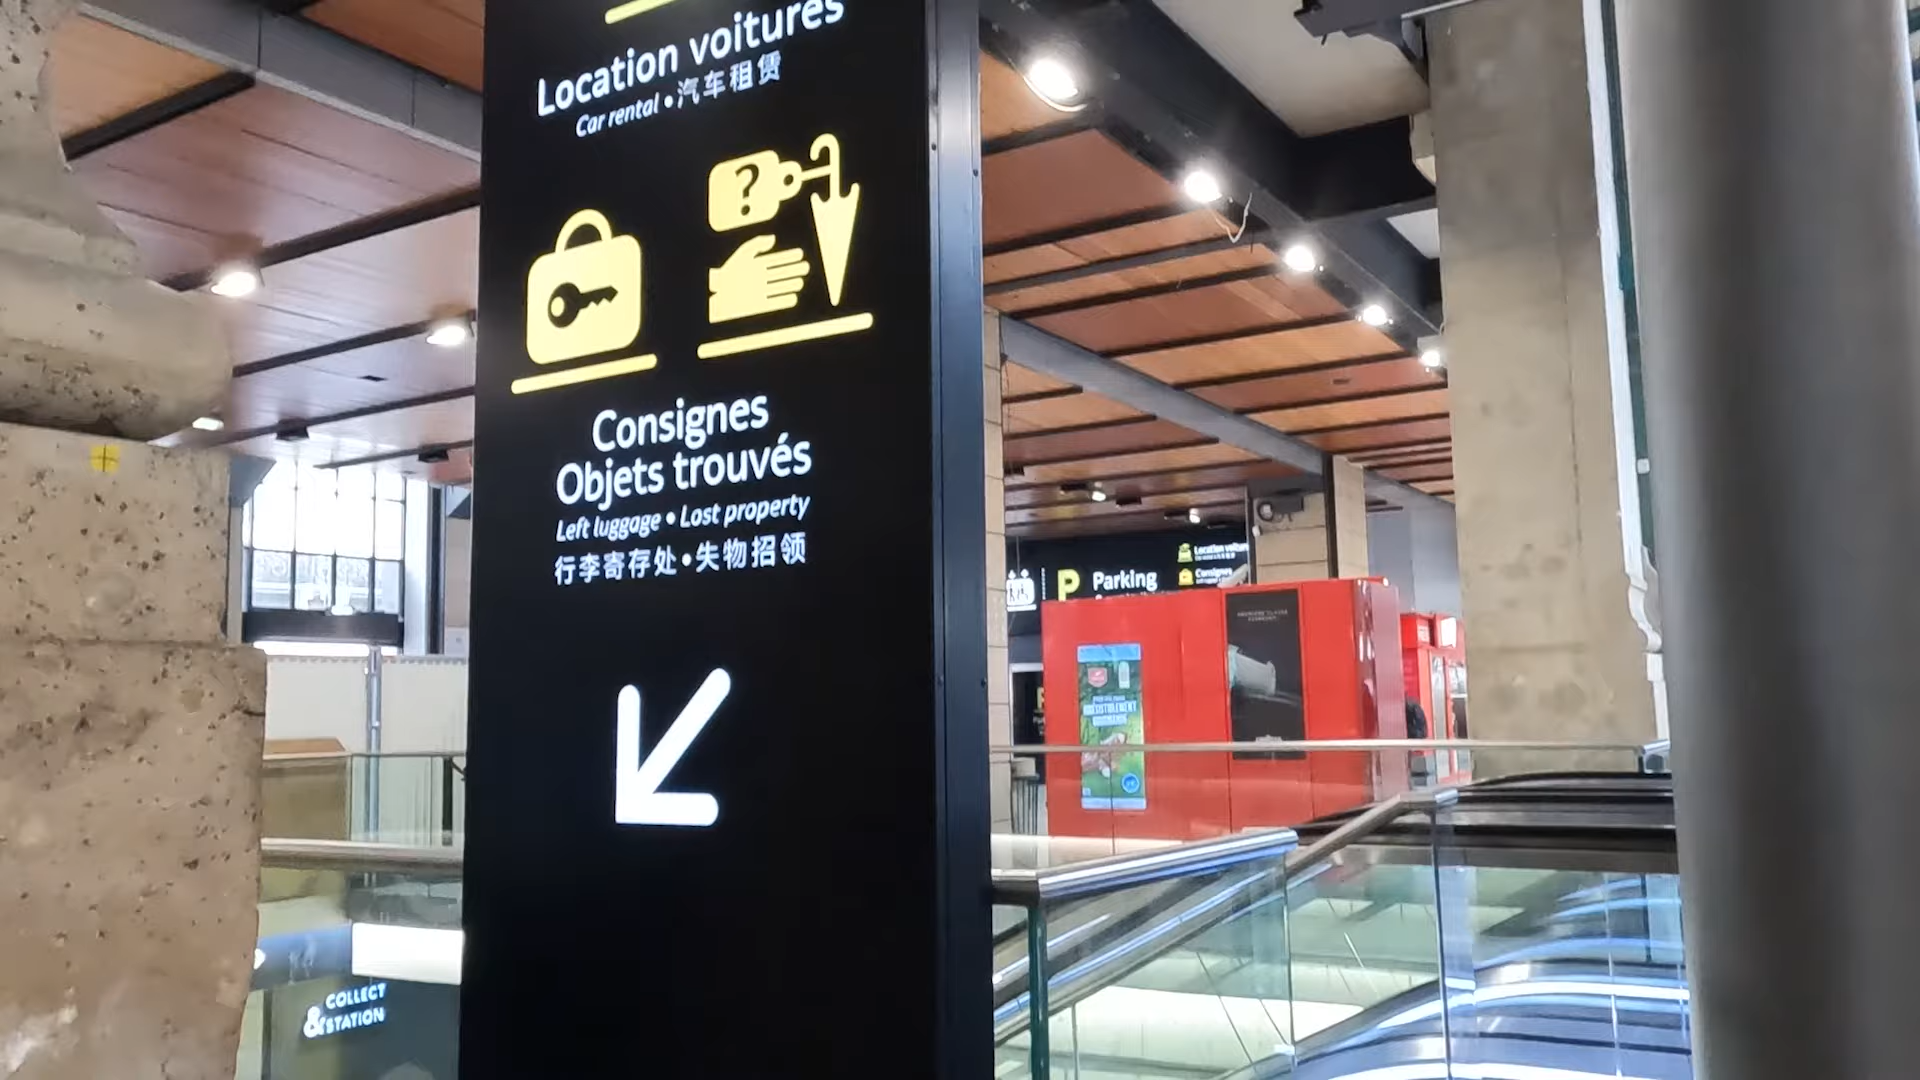 Location voitures
Car rental • 汽车租赁
?
Consignes
Objets trouvés
Left luggage • Lost property
行李寄存处 • 失物招领
Location voitures
Consignes
P Parking
COLLECT
& STATION